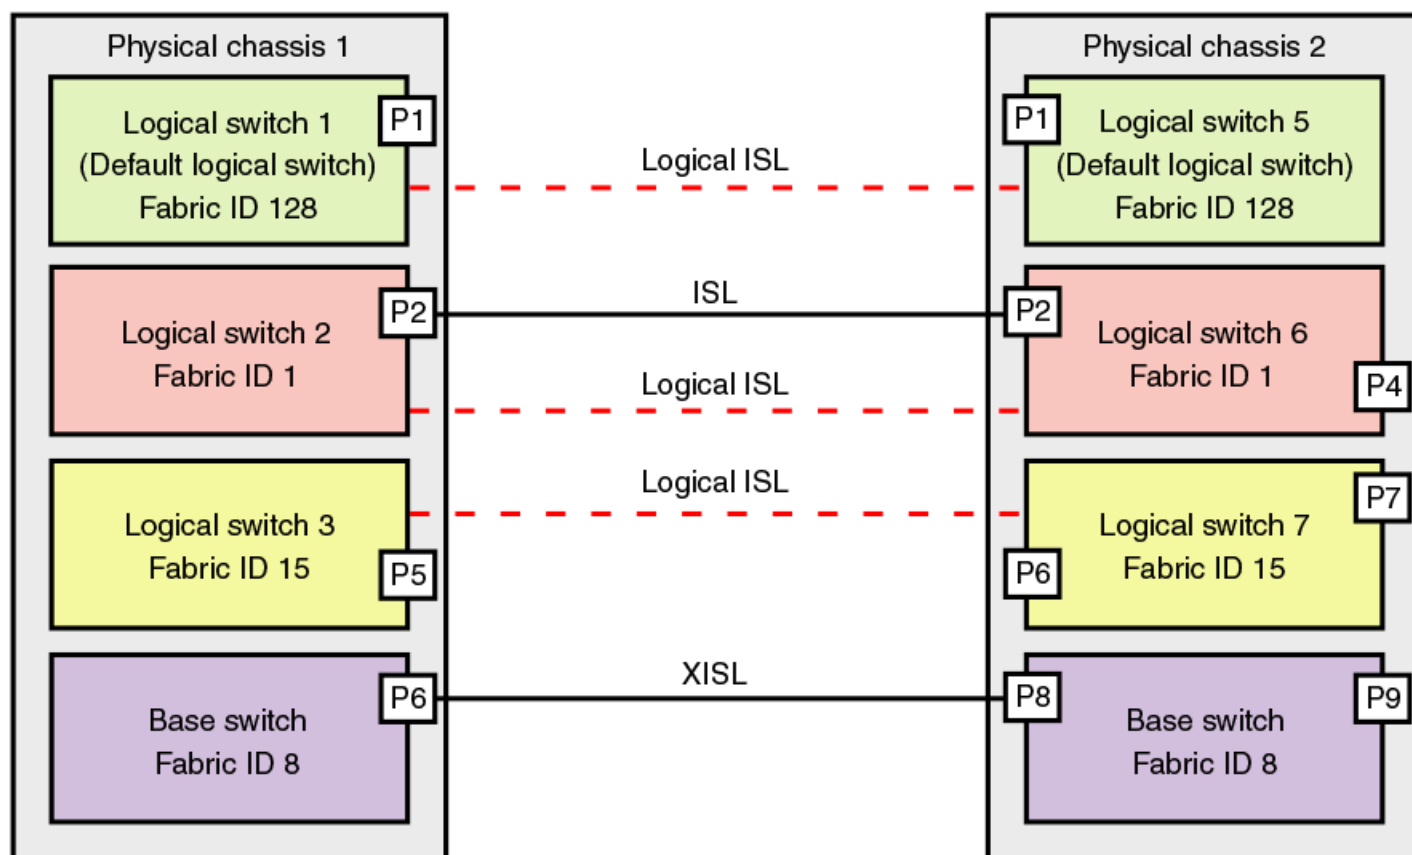 Physical chassis 1
Logical switch 1
(Default logical switch)
Fabric ID 128
P1
Logical switch 2
Fabric ID 1
P2
Logical switch 3
Fabric ID 15
P5
Base switch
Fabric ID 8
P6
Logical ISL
ISL
Logical ISL
Logical ISL
XISL
Physical chassis 2
P1
Logical switch 5
(Default logical switch)
Fabric ID 128
P2
Logical switch 6
Fabric ID 1
P4
P7
Logical switch 7
Fabric ID 15
P6
P8
P9
Base switch
Fabric ID 8